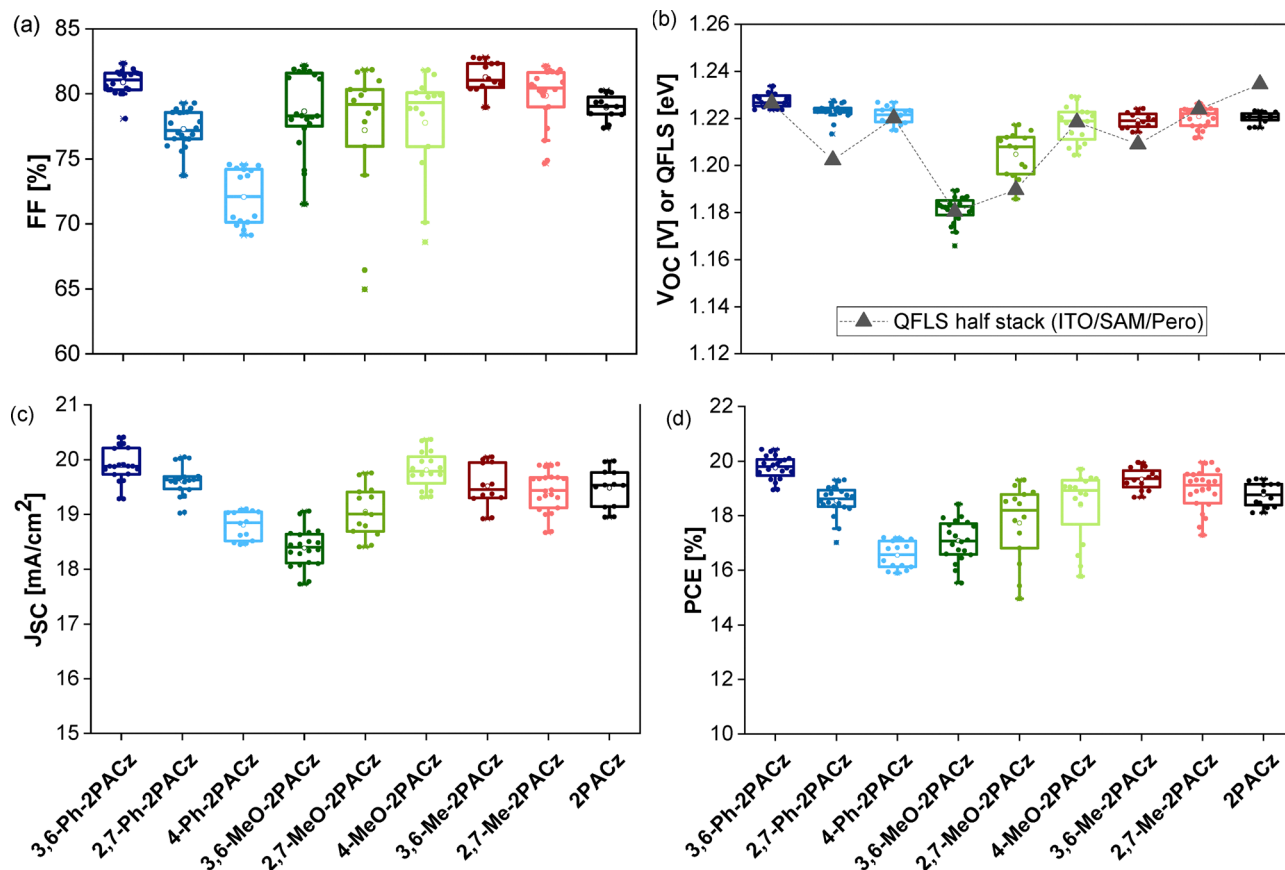 (a)
FF [%]
85
80
75
70
65
60
(b)
VOC [V] or QFLS [eV]
1.26
1.24
1.22
1.20
1.18
1.16
1.14
1.12
QFLS half stack (ITO/SAM/Pero)
(c)
JSC [mA/cm2]
21
20
19
18
17
16
15
3,6-Ph-2PACz
2,7-Ph-2PACz
4-Ph-2PACz
3,6-MeO-2PACz
2,7-MeO-2PACz
4-MeO-2PACz
3,6-Me-2PACz
2,7-Me-2PACz
2PACz
(d)
PCE [%]
22
20
18
16
14
12
10
3,6-Ph-2PACz
2,7-Ph-2PACz
4-Ph-2PACz
3,6-MeO-2PACz
2,7-MeO-2PACz
4-MeO-2PACz
3,6-Me-2PACz
2,7-Me-2PACz
2PACz